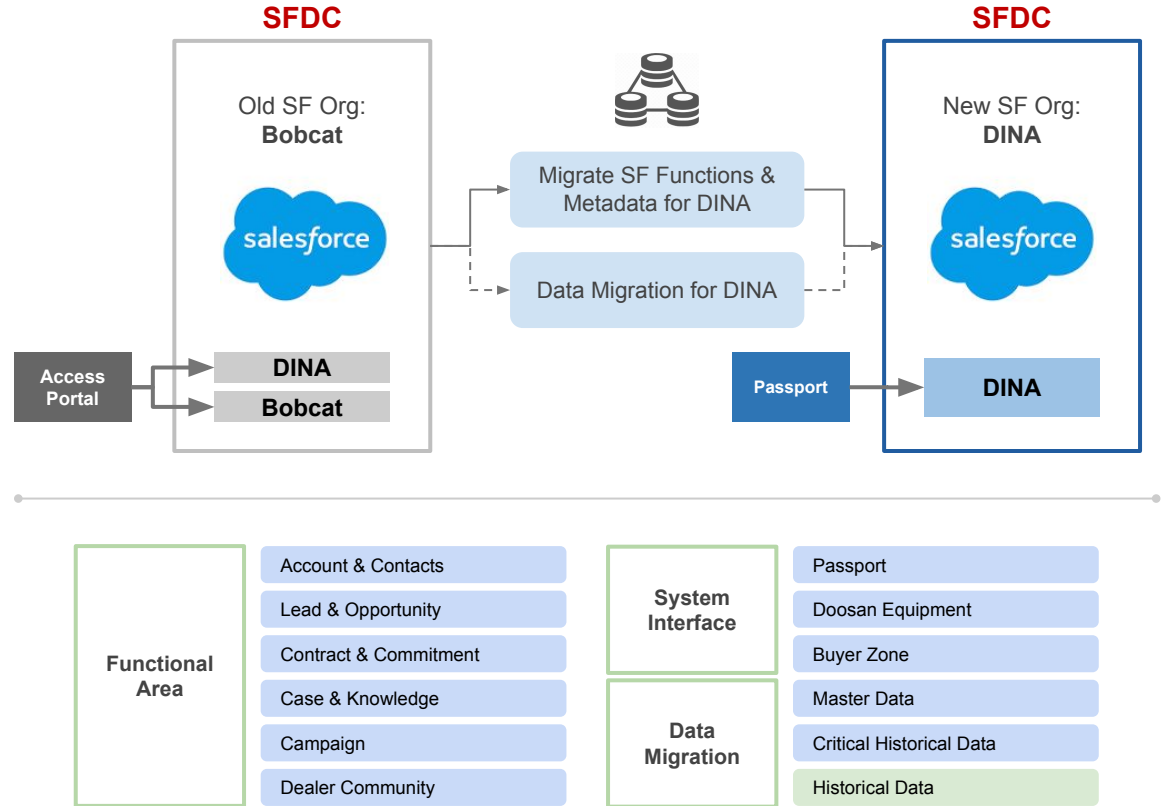 SFDC
SFDC
Old SF Org:
Bobcat
salesforce
Migrate SF Functions &
Metadata for DINA
Data Migration for DINA
New SF Org:
DINA
salesforce
Access
Portal
DINA
Bobcat
Passport
DINA
Functional
Area
Account & Contacts
Lead & Opportunity
Contract & Commitment
Case & Knowledge
Campaign
Dealer Community
System
Interface
Passport
Doosan Equipment
Buyer Zone
Data
Migration
Master Data
Critical Historical Data
Historical Data